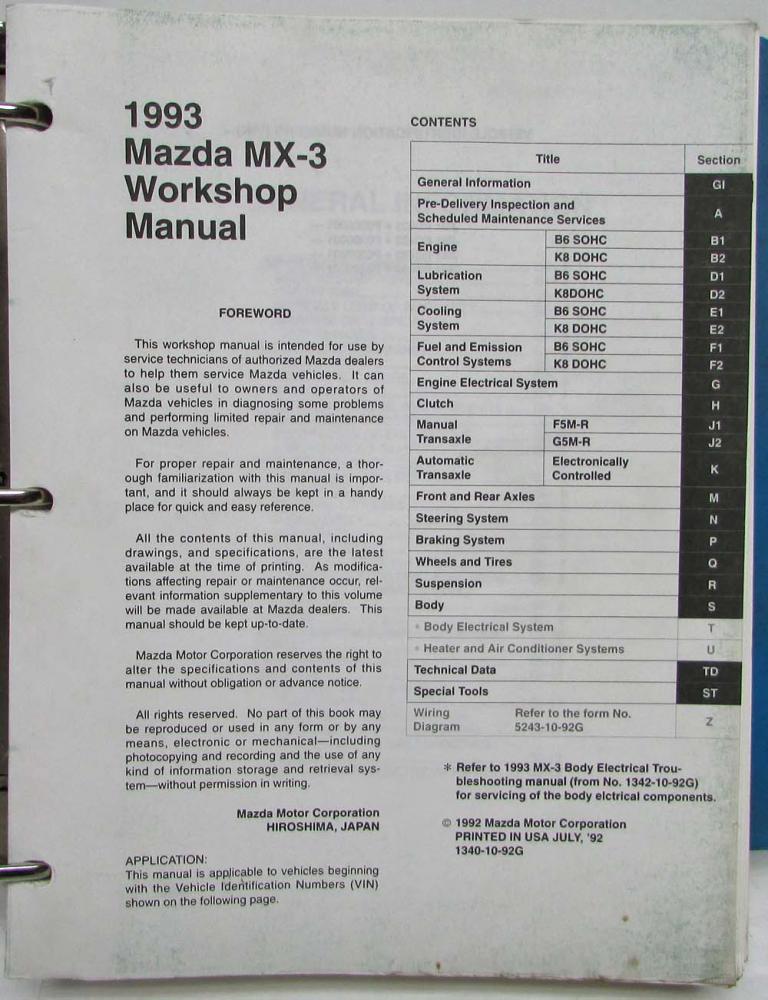 1993
Mazda MX-3
Workshop
Manual
FOREWORD
This workshop manual is intended for use by
service technicians of authorized Mazda dealers
to help them service Mazda vehicles. It can
also be useful to owners and operators of
Mazda vehicles in diagnosing some problems
and performing limited repair and maintenance
on Mazda vehicles.
For proper repair and maintenance, a thor-
ough familiarization with this manual is impor-
tant, and it should always be kept in a handy
place for quick and easy reference.
All the contents of this manual, including
drawings, and specifications, are the latest
available at the time of printing. As modifica-
tions affecting repair or maintenance occur, rel-
evant information supplementary to this volume
will be made available at Mazda dealers. This
manual should be kept up-to-date.
Mazda Motor Corporation reserves the right to
alter the specifications and contents of this
manual without obligation or advance notice.
All rights reserved. No part of this book may
be reproduced or used in any form or by any
means, electronic or mechanical—including
photocopying and recording and the use of any
kind of information storage and retrieval sys-
tem—without permission in writing.
Mazda Motor Corporation
HIROSHIMA, JAPAN
APPLICATION:
This manual is applicable to vehicles beginning
with the Vehicle Identification Numbers (VIN)
shown on the following page.
CONTENTS
Title Section
General Information GI
Pre-Delivery Inspection and
Scheduled Maintenance Services A
Engine B6 SOHC B1
K8 DOHC B2
Lubrication B6 SOHC D1
System K8DOHC D2
Cooling B6 SOHC E1
System K8 DOHC E2
Fuel and Emission B6 SOHC F1
Control Systems K8 DOHC F2
Engine Electrical System G
Clutch H
Manual F5M-R J1
Transaxle G5M-R J2
Automatic Electronically
Transaxle Controlled K
Front and Rear Axles M
Steering System N
Braking System P
Wheels and Tires Q
Suspension R
Body S
* Body Electrical System T
* Heater and Air Conditioner Systems U
Technical Data TD
Special Tools ST
Wiring Refer to the form No.
Diagram 5243-10-92G Z
* Refer to 1993 MX-3 Body Electrical Trou-
bleshooting manual (from No. 1342-10-92G)
for servicing of the body elctrical components.
© 1992 Mazda Motor Corporation
PRINTED IN USA JULY, '92
1340-10-92G